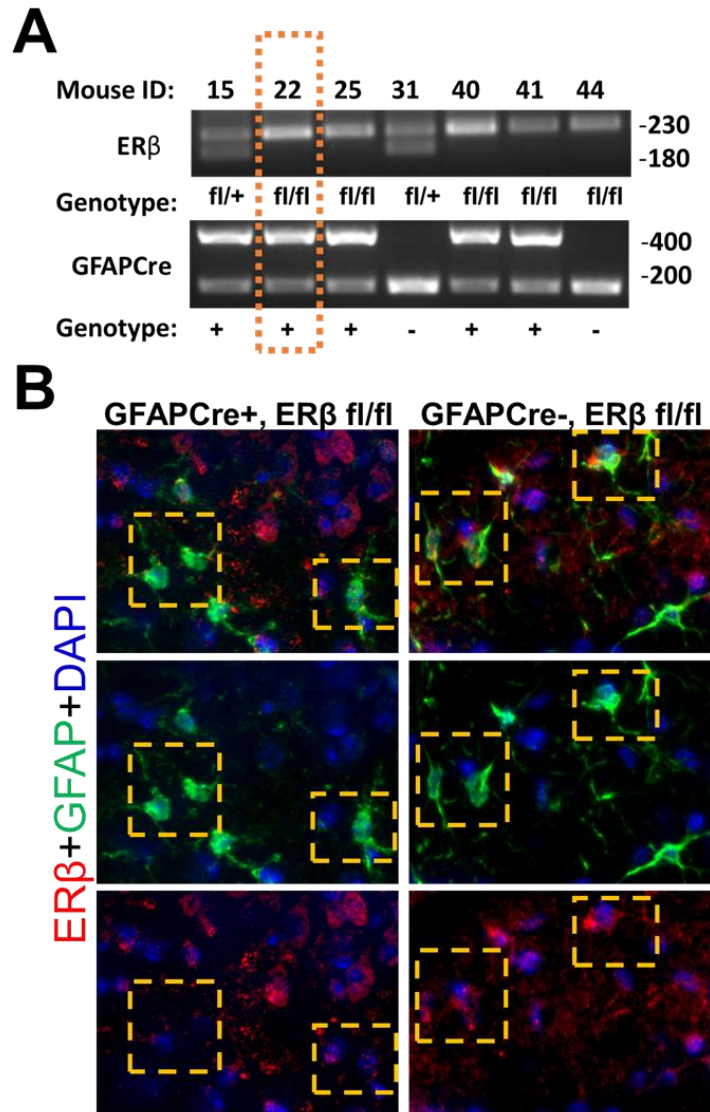 A
Mouse ID: 15 22 25 31 40 41 44
ERβ
-230
-180
Genotype: fl/+ fl/fl fl/fl fl/+ fl/fl fl/fl fl/fl
GFAPCre
-400
-200
Genotype: + + + - + + -
B
GFAPCre+, ERβ fl/fl GFAPCre-, ERβ fl/fl
ERβ+GFAP+DAPI